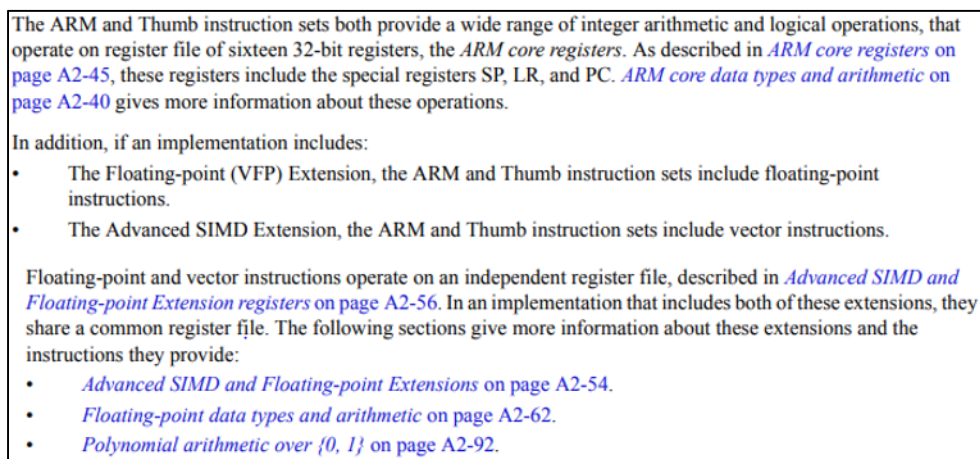 The ARM and Thumb instruction sets both provide a wide range of integer arithmetic and logical operations, that
operate on register file of sixteen 32-bit registers, the ARM core registers. As described in ARM core registers on
page A2-45, these registers include the special registers SP, LR, and PC. ARM core data types and arithmetic on
page A2-40 gives more information about these operations.
In addition, if an implementation includes:
• The Floating-point (VFP) Extension, the ARM and Thumb instruction sets include floating-point
instructions.
• The Advanced SIMD Extension, the ARM and Thumb instruction sets include vector instructions.
Floating-point and vector instructions operate on an independent register file, described in Advanced SIMD and
Floating-point Extension registers on page A2-56. In an implementation that includes both of these extensions, they
share a common register file. The following sections give more information about these extensions and the
instructions they provide:
• Advanced SIMD and Floating-point Extensions on page A2-54.
• Floating-point data types and arithmetic on page A2-62.
• Polynomial arithmetic over {0, 1} on page A2-92.